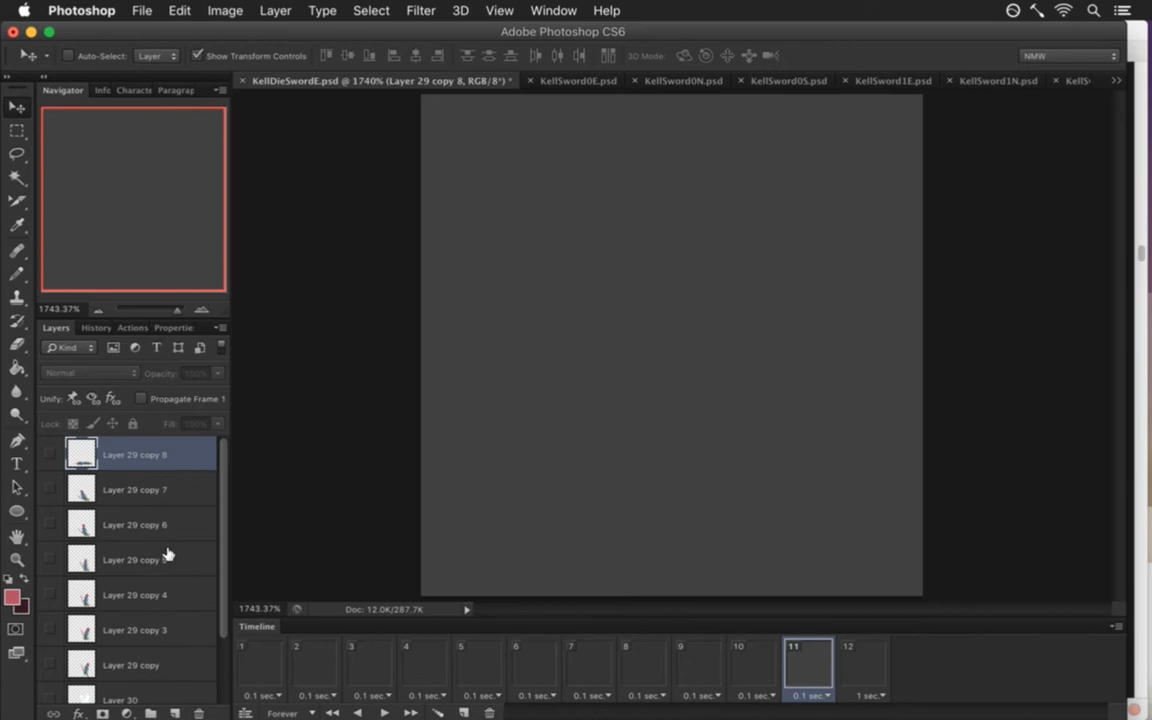 Photoshop File Edit Image Layer Type Select Filter 3D View Window Help
Adobe Photoshop CS6
Auto-Select: Layer Show Transform Controls 3D Mode: NMW
KellDieSwordE.psd @ 1740% (Layer 29 copy 8, RGB/8*) * KellSword0E.psd KellSword0N.psd KellSword0S.psd KellSword1E.psd KellSword1N.psd KellS
Navigator Info Characte Paragrap
1743.37%
Layers History Actions Propertie
Kind
Normal Opacity: 100%
Unify: Propagate Frame 1
Lock: Fill: 100%
Layer 29 copy 8
Layer 29 copy 7
Layer 29 copy 6
Layer 29 copy
Layer 29 copy 4
Layer 29 copy 3
Layer 29 copy
Layer 30
1743.37% Doc: 12.0K/287.7K
Timeline
1 2 3 4 5 6 7 8 9 10 11 12
0.1 sec. 0.1 sec. 0.1 sec. 0.1 sec. 0.1 sec. 0.1 sec. 0.1 sec. 0.1 sec. 0.1 sec. 0.1 sec. 0.1 sec. 1 sec.
Forever